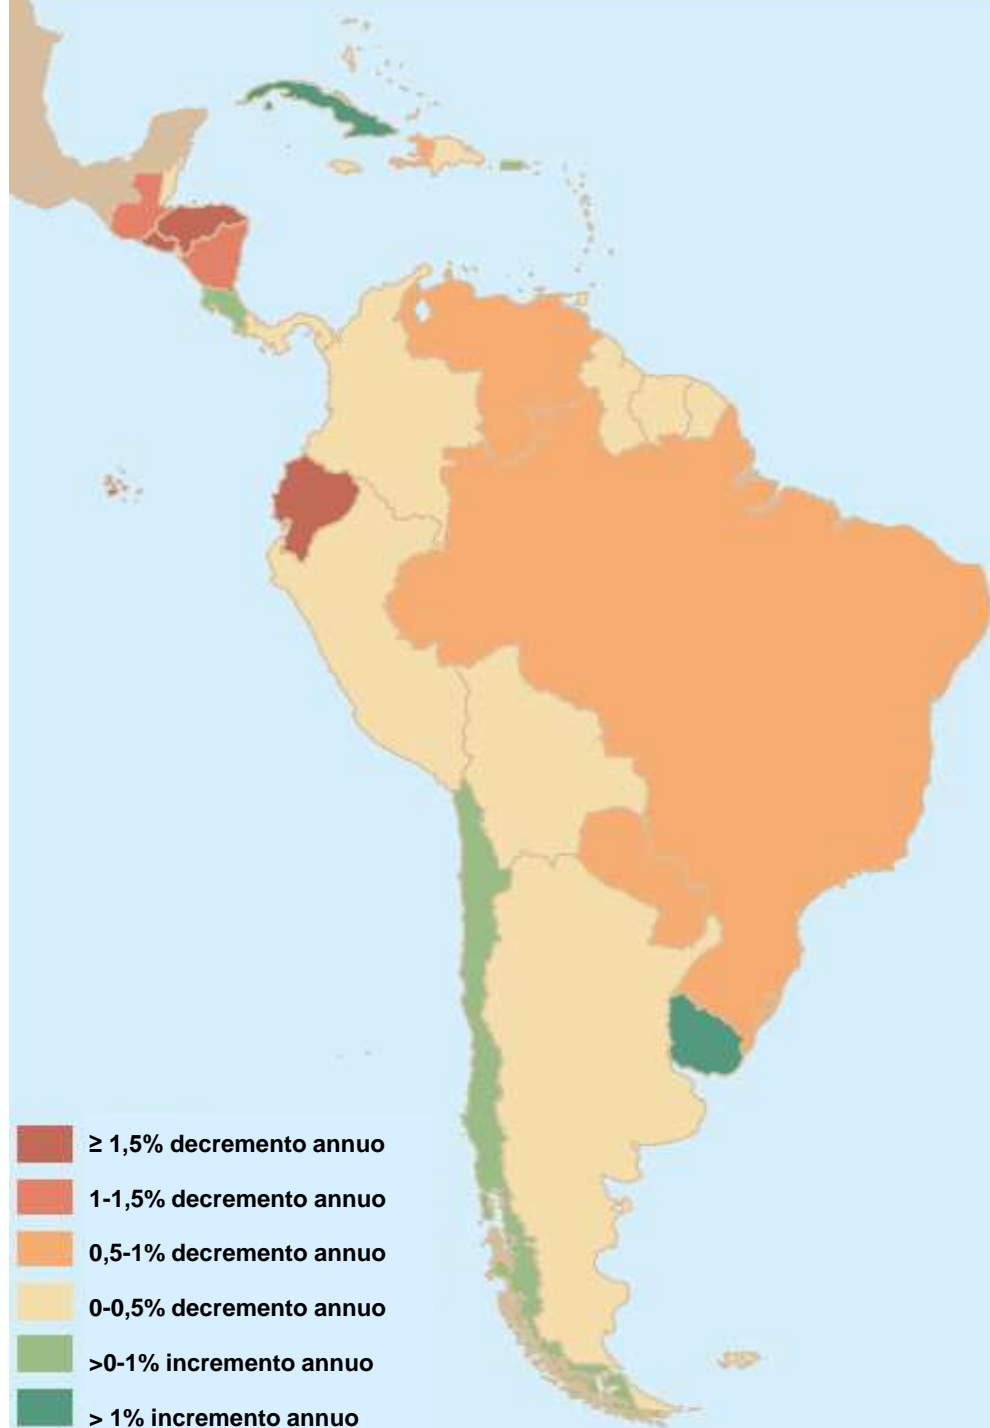 ≥ 1,5% decremento annuo
1-1,5% decremento annuo
0,5-1% decremento annuo
0-0,5% decremento annuo
>0-1% incremento annuo
> 1% incremento annuo